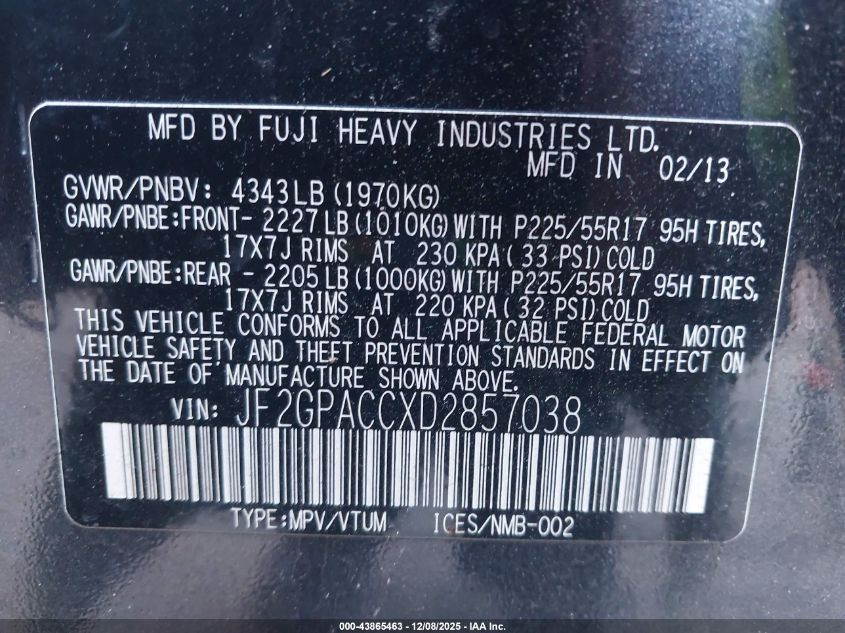 MFD BY FUJI HEAVY INDUSTRIES LTD.
MFD IN 02/13
GVWR/PNBV: 4343LB (1970KG)
GAWR/PNBE:FRONT- 2227 LB (1010KG) WITH P225/55R17 95H TIRES,
17X7J RIMS AT 230 KPA( 33 PSI) COLD
GAWR/PNBE:REAR - 2205 LB (1000KG) WITH P225/55R17 95H TIRES,
17X7J RIMS AT 220 KPA( 32 PSI) COLD
THIS VEHICLE CONFORMS TO ALL APPLICABLE FEDERAL MOTOR
VEHICLE SAFETY AND THEFT PREVENTION STANDARDS IN EFFECT ON
THE DATE OF MANUFACTURE SHOWN ABOVE.
VIN: JF2GPACCXD2857038
TYPE:MPV/VTUM ICES/NMB-002
000-43865463 - 12/08/2025 - IAA Inc.